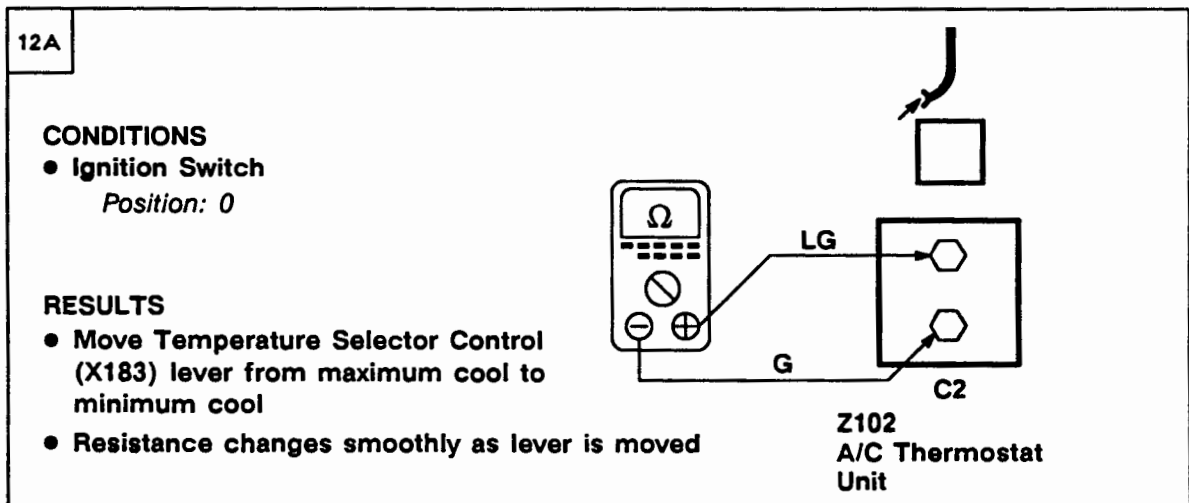 12A
CONDITIONS
● Ignition Switch
Position: 0
RESULTS
● Move Temperature Selector Control
(X183) lever from maximum cool to
minimum cool
● Resistance changes smoothly as lever is moved
Ω
LG
G
C2
Z102
A/C Thermostat
Unit